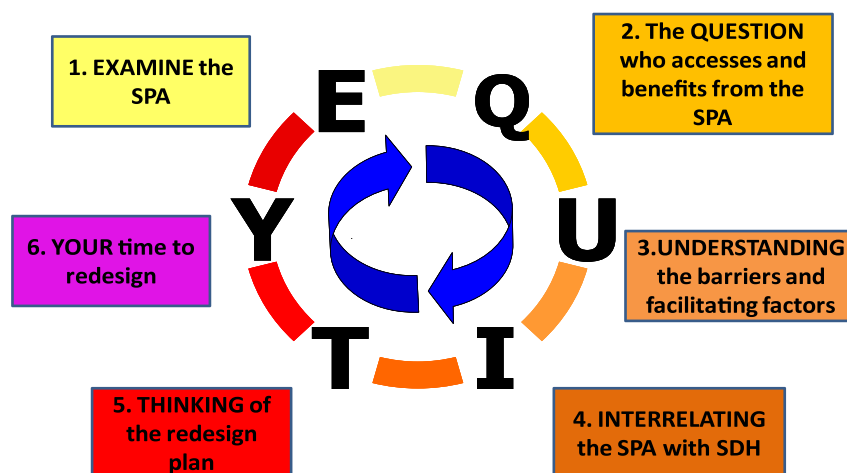 1. EXAMINE the
SPA
2. The QUESTION
who accesses and
benefits from the
SPA
E
Q
Y
U
T
I
6. YOUR time to
redesign
3.UNDERSTANDING
the barriers and
facilitating factors
5. THINKING of
the redesign
plan
4. INTERRELATING
the SPA with SDH